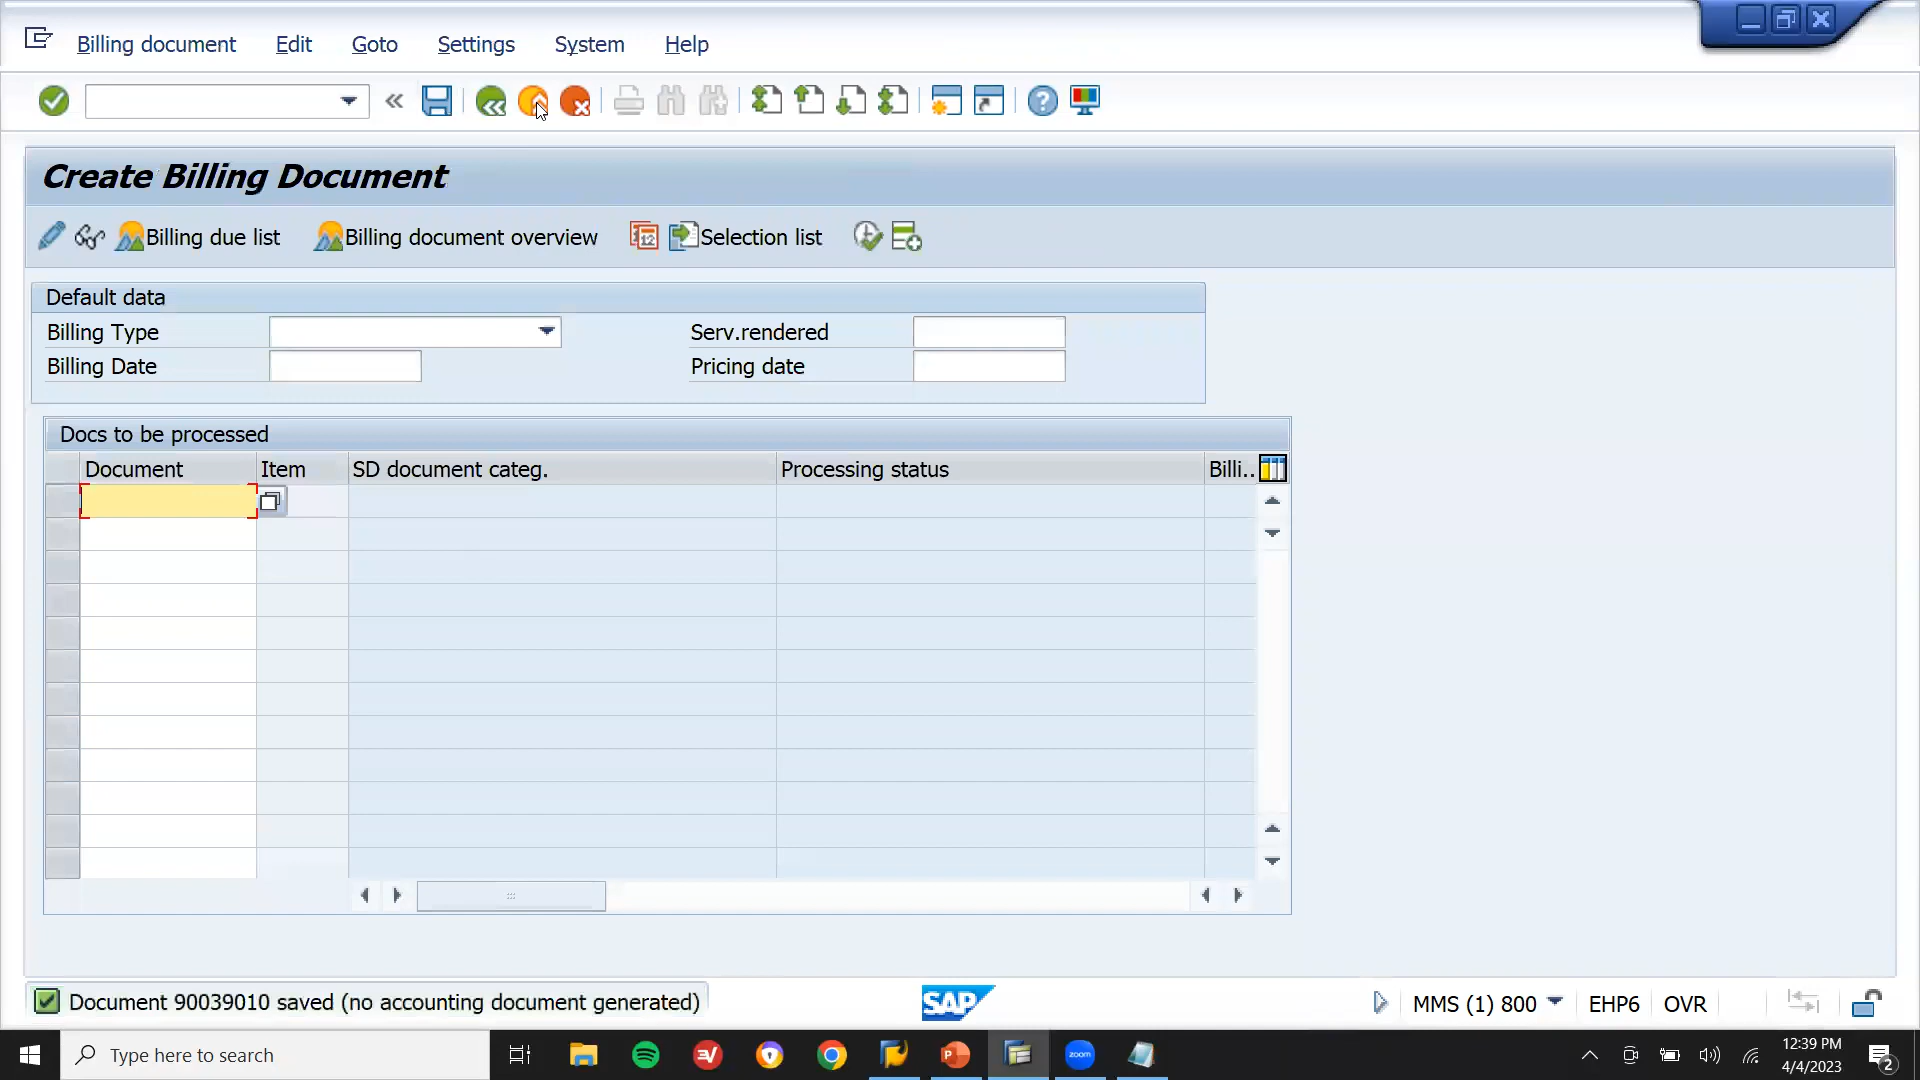 Billing document Edit Goto Settings System Help
Create Billing Document
Billing due list Billing document overview 12 Selection list
Default data
Billing Type Serv.rendered
Billing Date Pricing date
Docs to be processed
Document Item SD document categ. Processing status Billi..
Document 90039010 saved (no accounting document generated) SAP MMS (1) 800 EHP6 OVR
Type here to search P zoom 12:39 PM
4/4/2023 2